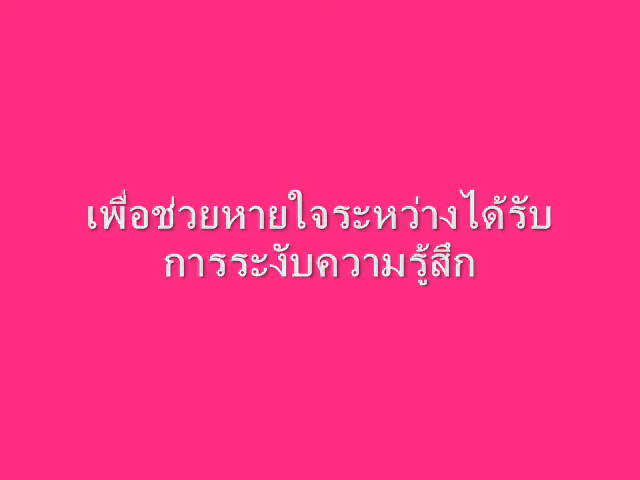 เพื่อช่วยหายใจระหว่างได้รับ
การระงับความรู้สึก